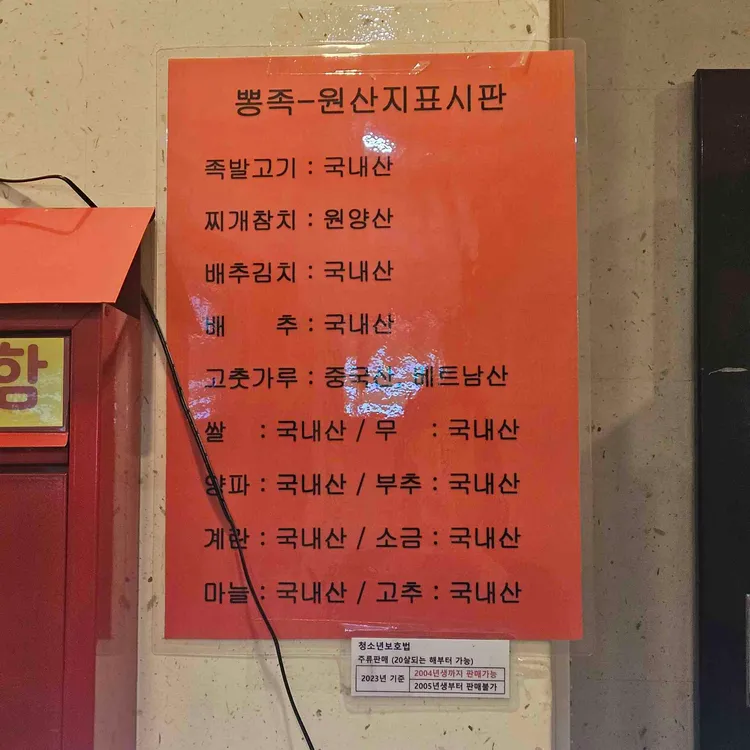 뽕족-원산지표시판
족발고기 : 국내산
찌개참치 : 원양산
배추김치 : 국내산
배 추 : 국내산
고춧가루 : 중국산 베트남산
쌀 : 국내산 / 무 : 국내산
양파 : 국내산 / 부추 : 국내산
계란 : 국내산 / 소금 : 국내산
마늘 : 국내산 / 고추 : 국내산
함
청소년보호법
주류판매 (20살되는 해부터 가능)
2023년 기준
2004년생까지 판매가능
2005년생부터 판매불가